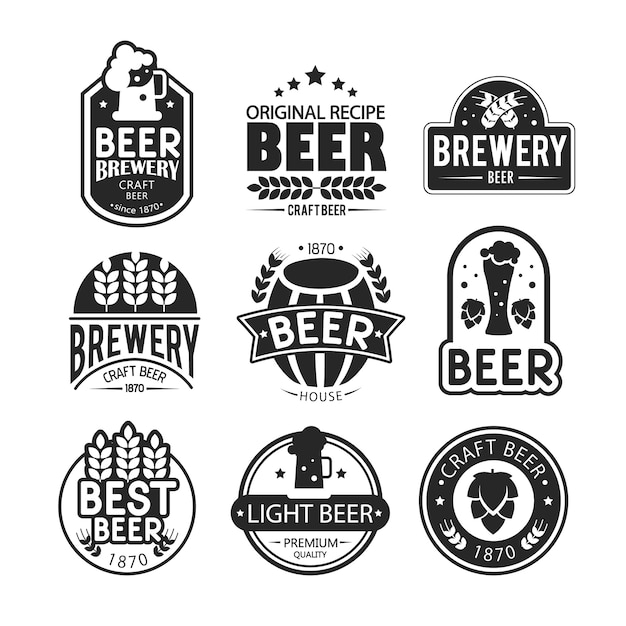 BEER
BREWERY
CRAFT
BEER
since 1870
ORIGINAL RECIPE
BEER
CRAFT BEER
BREWERY
BEER
BREWERY
CRAFT BEER
1870
1870
BEER
HOUSE
BEER
BEST
BEER
1870
LIGHT BEER
PREMIUM
QUALITY
CRAFT BEER
1870